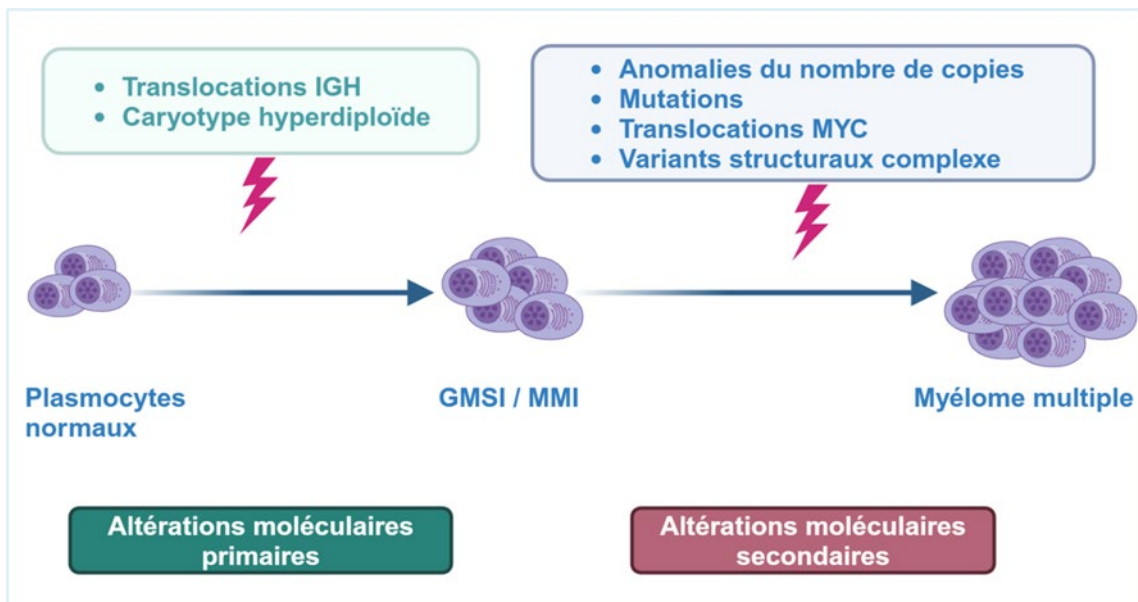 • Translocations IGH
• Caryotype hyperdiploïde
• Anomalies du nombre de copies
• Mutations
• Translocations MYC
• Variants structuraux complexe
Plasmocytes
normaux
GMSI / MMI
Myélome multiple
Altérations moléculaires
primaires
Altérations moléculaires
secondaires